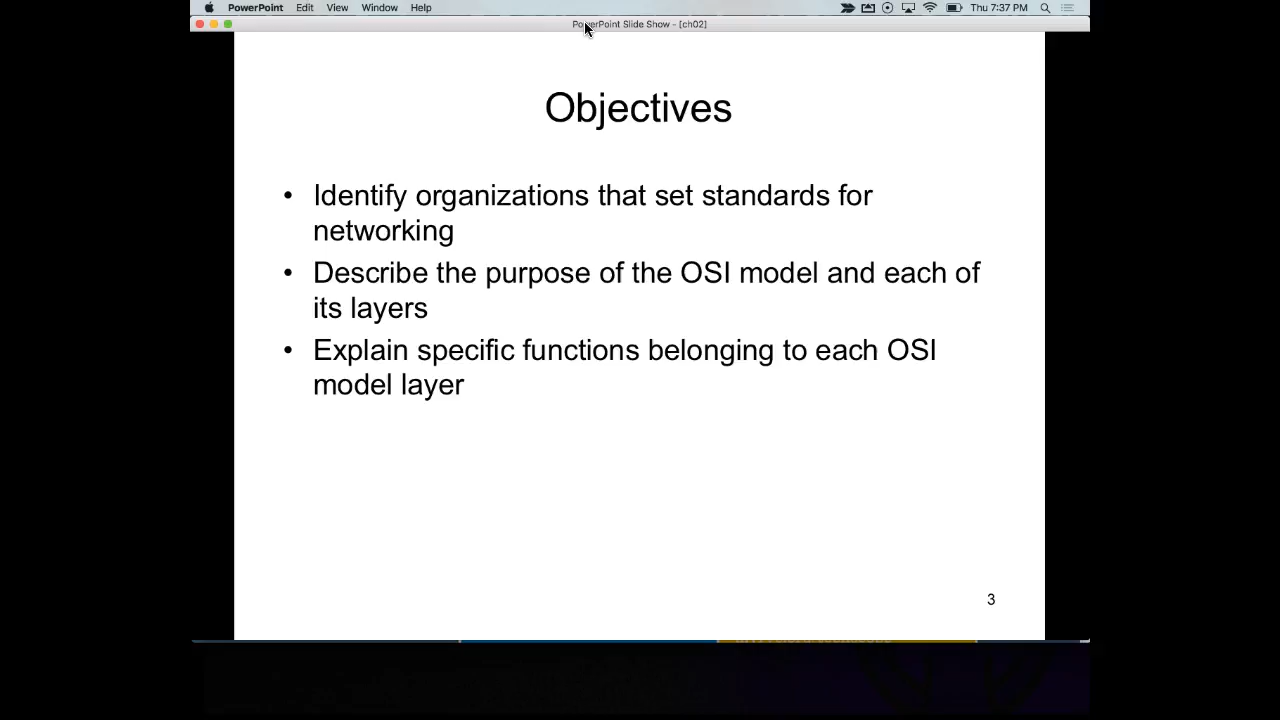 PowerPoint Edit View Window Help Thu 7:37 PM
PowerPoint Slide Show - [ch02]
Objectives
• Identify organizations that set standards for
networking
• Describe the purpose of the OSI model and each of
its layers
• Explain specific functions belonging to each OSI
model layer
3